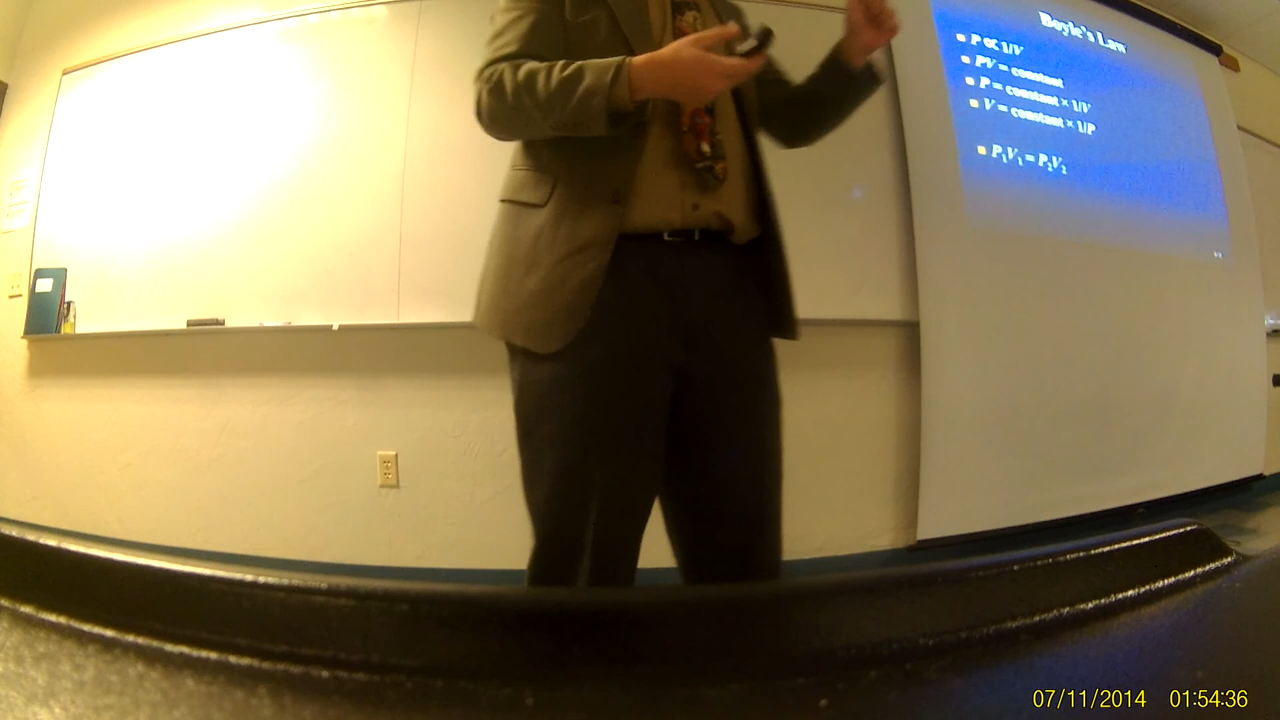 Boyle's Law
P ∝ 1/V
PV = constant
P = constant × 1/V
V = constant × 1/P
P₁V₁ = P₂V₂
07/11/2014 01:54:36